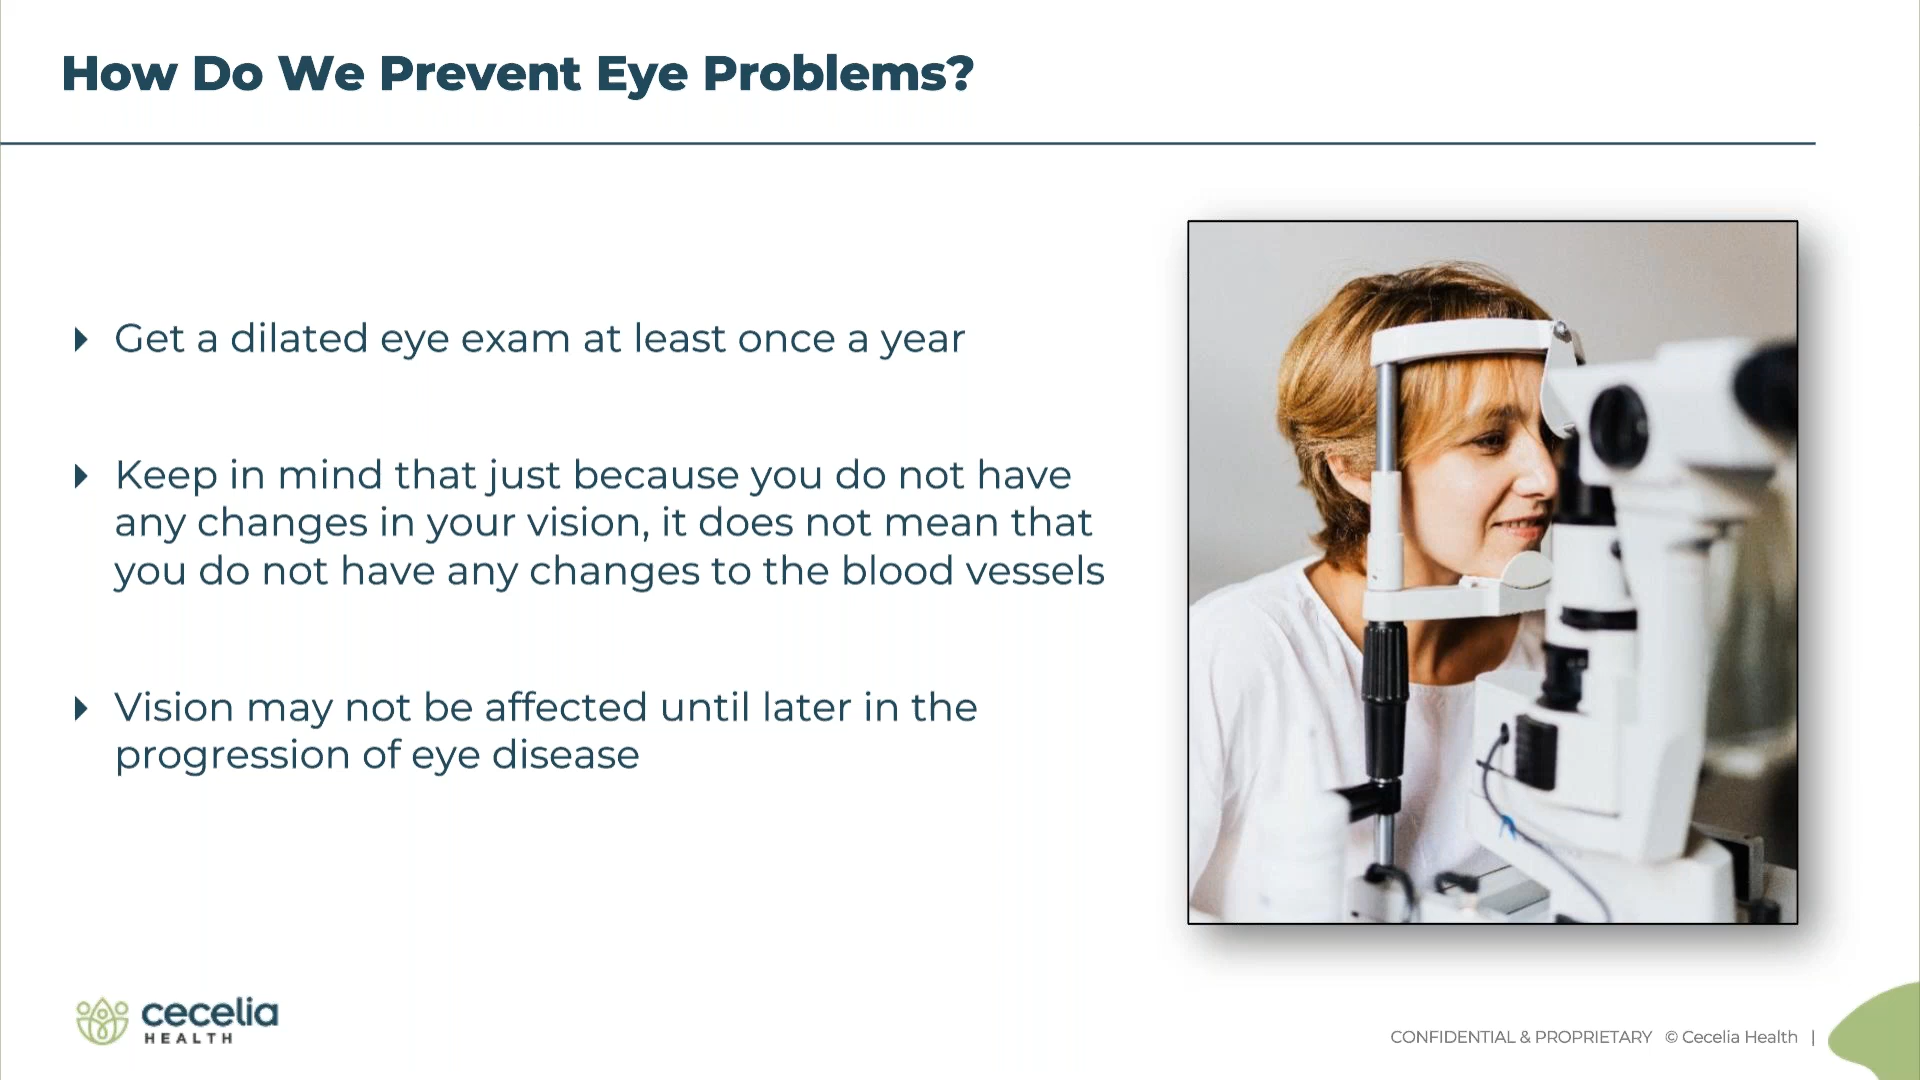 How Do We Prevent Eye Problems?
Get a dilated eye exam at least once a year
Keep in mind that just because you do not have
any changes in your vision, it does not mean that
you do not have any changes to the blood vessels
Vision may not be affected until later in the
progression of eye disease
cecelia
HEALTH
CONFIDENTIAL & PROPRIETARY © Cecelia Health |